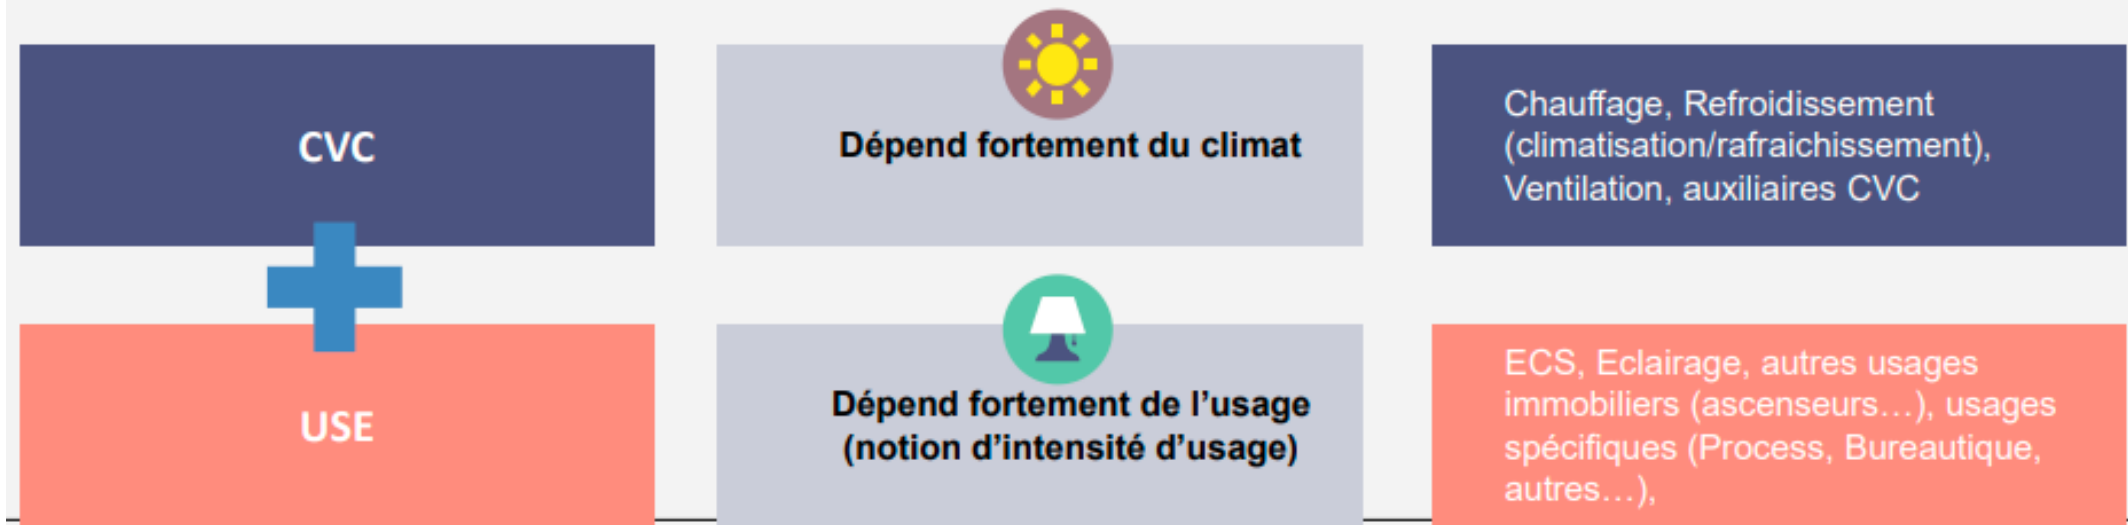 CVC
Dépend fortement du climat
Chauffage, Refroidissement
(climatisation/rafraichissement),
Ventilation, auxiliaires CVC
USE
Dépend fortement de l’usage
(notion d’intensité d’usage)
ECS, Eclairage, autres usages
immobiliers (ascenseurs…), usages
spécifiques (Process, Bureautique,
autres…),